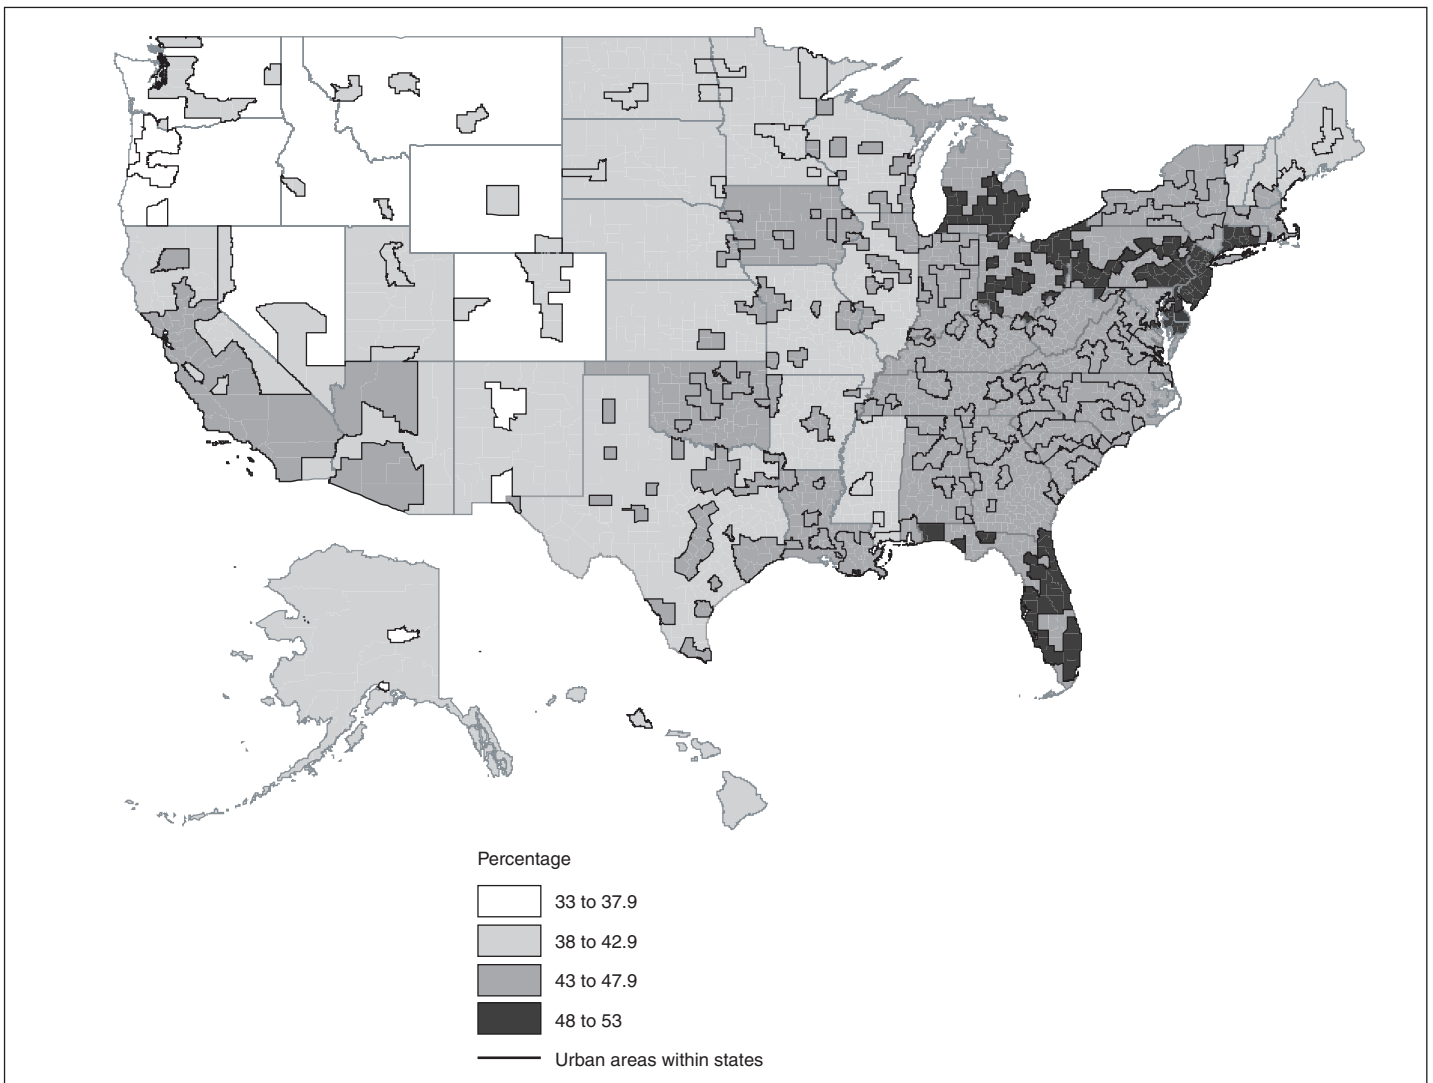 Percentage
33 to 37.9
38 to 42.9
43 to 47.9
48 to 53
Urban areas within states